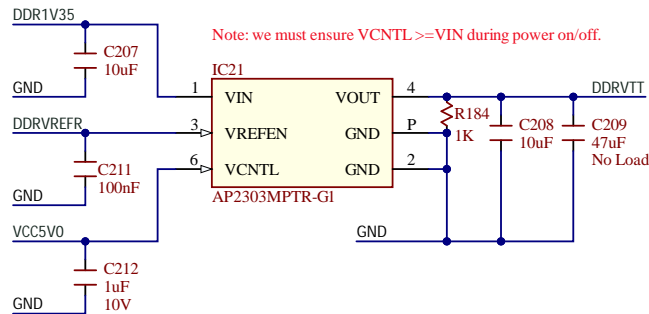 DDR1V35
Note: we must ensure VCNTL >=VIN during power on/off.
C207
10uF
GND
IC21
1 VIN VOUT 4
DDRVTT
DDRVREFR
3 VREFEN GND P
R184
1K
C208
10uF
C209
47uF
No Load
C211
100nF
6 VCNTL GND 2
GND
AP2303MPTR-G1
VCC5V0
GND
C212
1uF
10V
GND